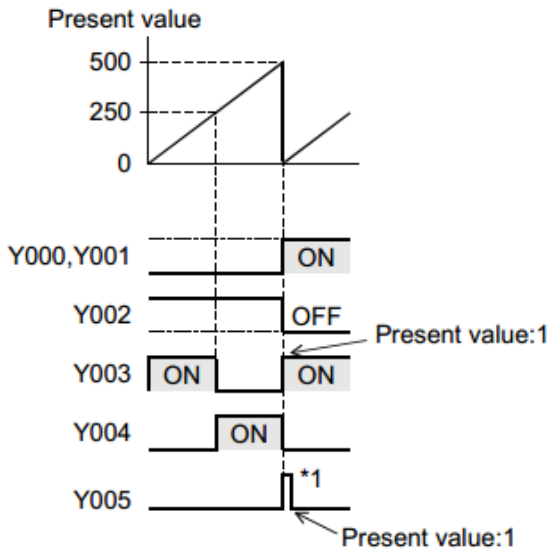 Present value
500
250
0
Y000,Y001
ON
Y002
OFF
Present value:1
Y003
ON
ON
Y004
ON
Y005
*1
Present value:1